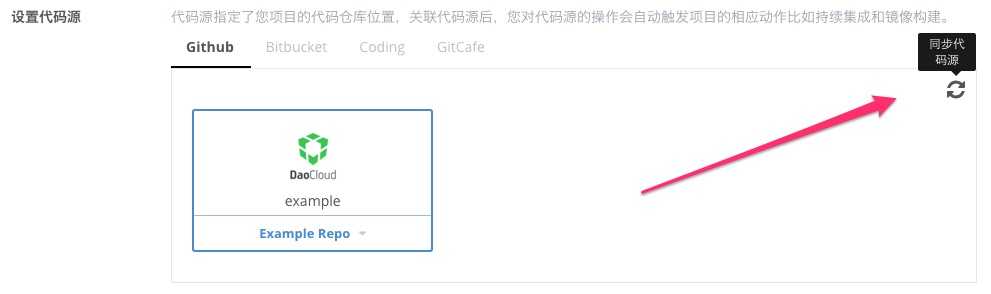 设置代码源
代码源指定了您项目的代码仓库位置，关联代码源后，您对代码源的操作会自动触发项目的相应动作比如持续集成和镜像构建。
Github Bitbucket Coding GitCafe
同步代
码源
DaoCloud
example
Example Repo